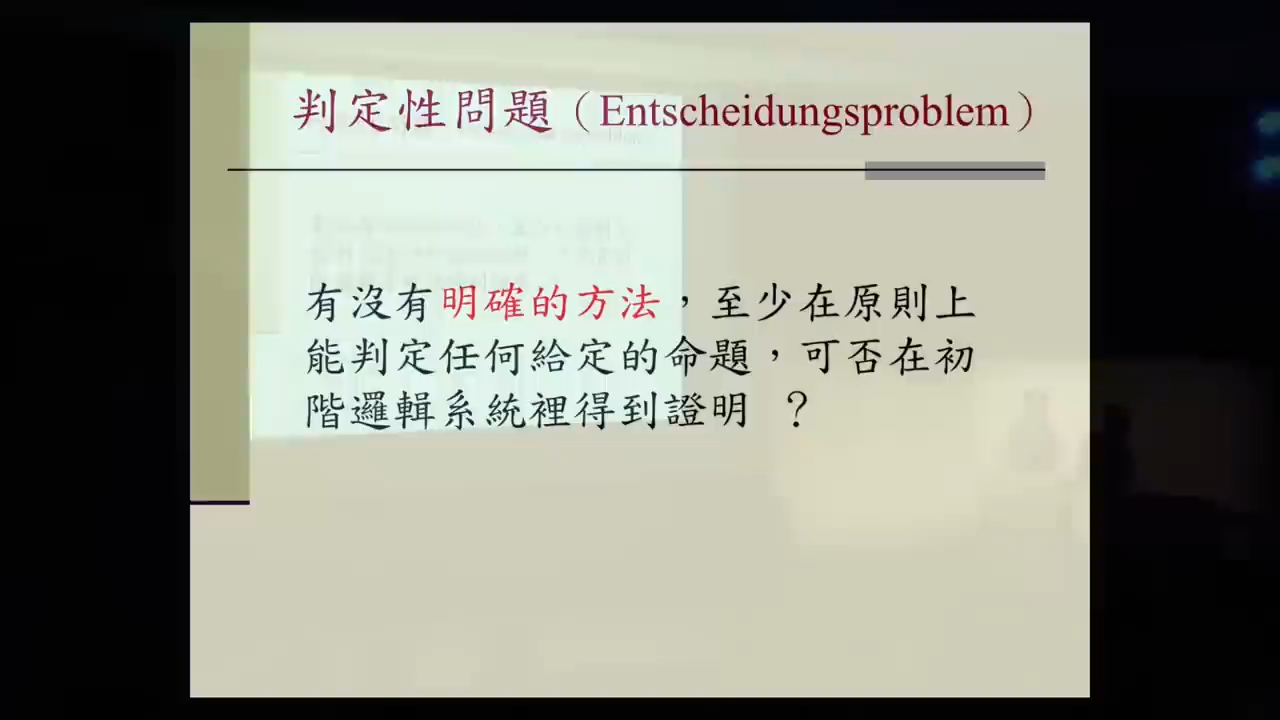 判定性問題（Entscheidungsproblem）
有沒有明確的方法，至少在原則上
能判定任何給定的命題，可否在初
階邏輯系統裡得到證明 ？